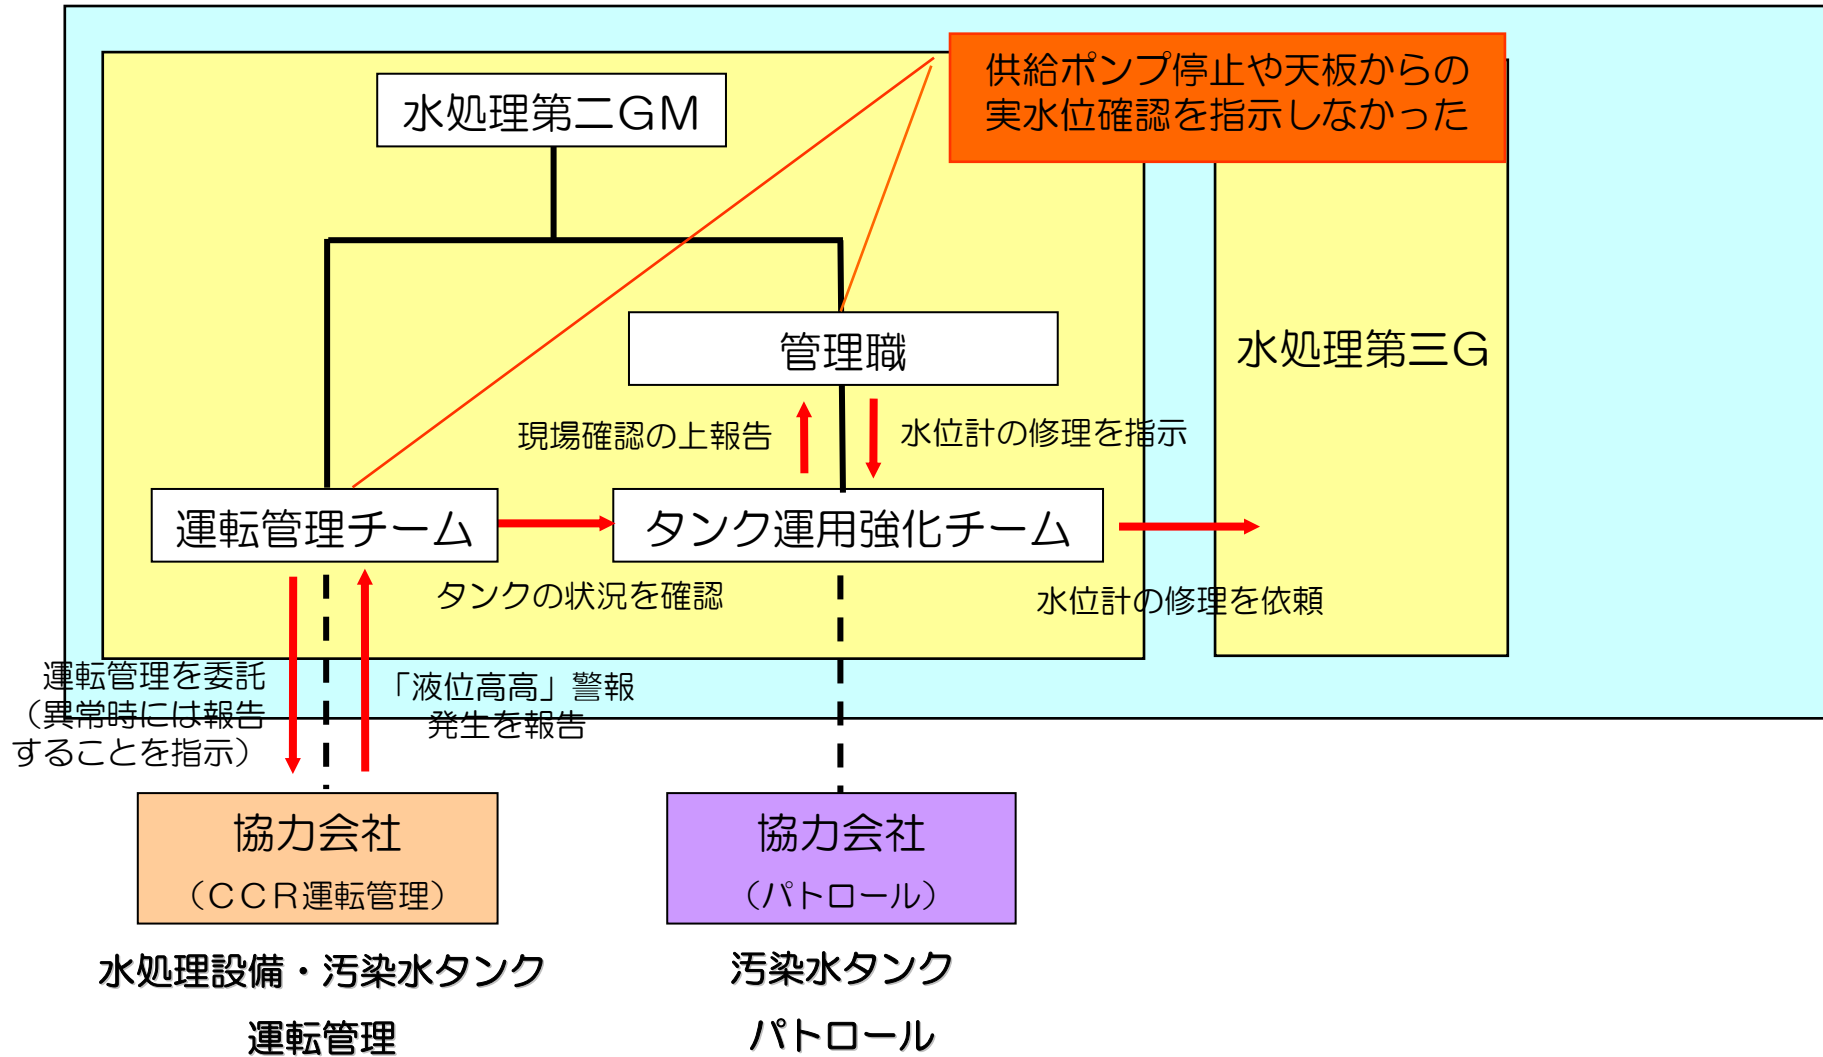 供給ポンプ停止や天板からの
実水位確認を指示しなかった
水処理第二GM
管理職
水処理第三G
現場確認の上報告
水位計の修理を指示
運転管理チーム
タンク運用強化チーム
タンクの状況を確認
水位計の修理を依頼
運転管理を委託
（異常時には報告
することを指示）
「液位高高」警報
発生を報告
協力会社
（ＣＣＲ運転管理）
協力会社
（パトロール）
水処理設備・汚染水タンク
運転管理
汚染水タンク
パトロール